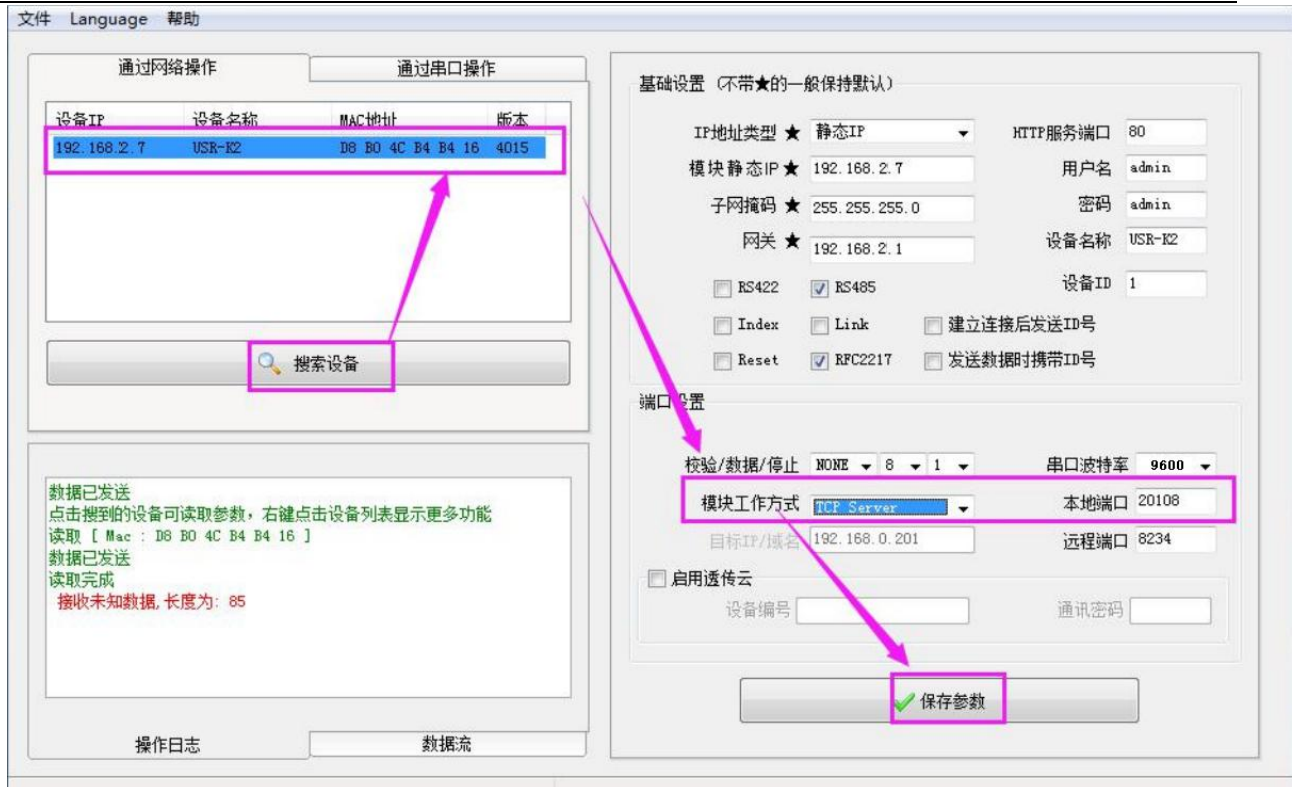 文件 Language 帮助
通过网络操作 通过串口操作
设备IP 设备名称 MAC地址 版本
192.168.2.7 USR-K2 D8 B0 4C B4 B4 16 4015
搜索设备
数据已发送
点击搜到的设备可读取参数，右键点击设备列表显示更多功能
读取 [ Mac : D8 B0 4C B4 B4 16 ]
数据已发送
读取完成
接收未知数据,长度为: 85
操作日志 数据流
基础设置 (不带★的一般保持默认)
IP地址类型 ★ 静态IP HTTP服务端口 80
模块静态IP★ 192.168.2.7 用户名 admin
子网掩码 ★ 255.255.255.0 密码 admin
网关 ★ 192.168.2.1 设备名称 USR-K2
RS422 RS485 设备ID 1
Index Link 建立连接后发送ID号
Reset RFC2217 发送数据时携带ID号
端口设置
校验/数据/停止 NONE 8 1 串口波特率 9600
模块工作方式 TCP Server 本地端口 20108
目标IP/域名 192.168.0.201 远程端口 8234
启用透传云
设备编号 通讯密码
保存参数